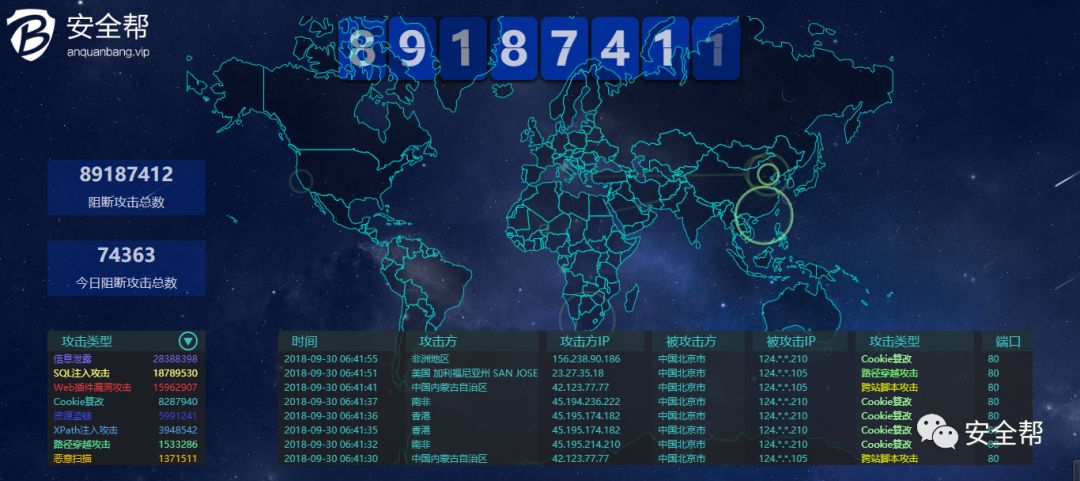 安全帮
anquanbang.vip
89187411
89187412
阻断攻击总数
74363
今日阻断攻击总数
攻击类型
信息泄露 28388398
SQL注入攻击 18789530
Web插件漏洞攻击 15962907
Cookie篡改 8287940
资源盗链 5991241
XPath注入攻击 3948542
路径穿越攻击 1533286
恶意扫描 1371511
时间 攻击方 攻击方IP 被攻击方 被攻击IP 攻击类型 端口
2018-09-30 06:41:55 非洲地区 156.238.90.186 中国北京市 124.*.*.210 Cookie篡改 80
2018-09-30 06:41:51 美国 加利福尼亚州 SAN JOSE 23.27.35.18 中国北京市 124.*.*.105 路径穿越攻击 80
2018-09-30 06:41:41 中国内蒙古自治区 42.123.77.77 中国北京市 124.*.*.105 跨站脚本攻击 80
2018-09-30 06:41:37 南非 45.194.236.222 中国北京市 124.*.*.210 Cookie篡改 80
2018-09-30 06:41:36 香港 45.195.174.182 中国北京市 124.*.*.210 Cookie篡改 80
2018-09-30 06:41:35 香港 45.195.174.182 中国北京市 124.*.*.210 Cookie篡改 80
2018-09-30 06:41:32 南非 45.195.214.210 中国北京市 124.*.*.210 Cookie篡改 80
2018-09-30 06:41:30 中国内蒙古自治区 42.123.77.77 中国北京市 124.*.*.105 跨站脚本攻击 80
安全帮